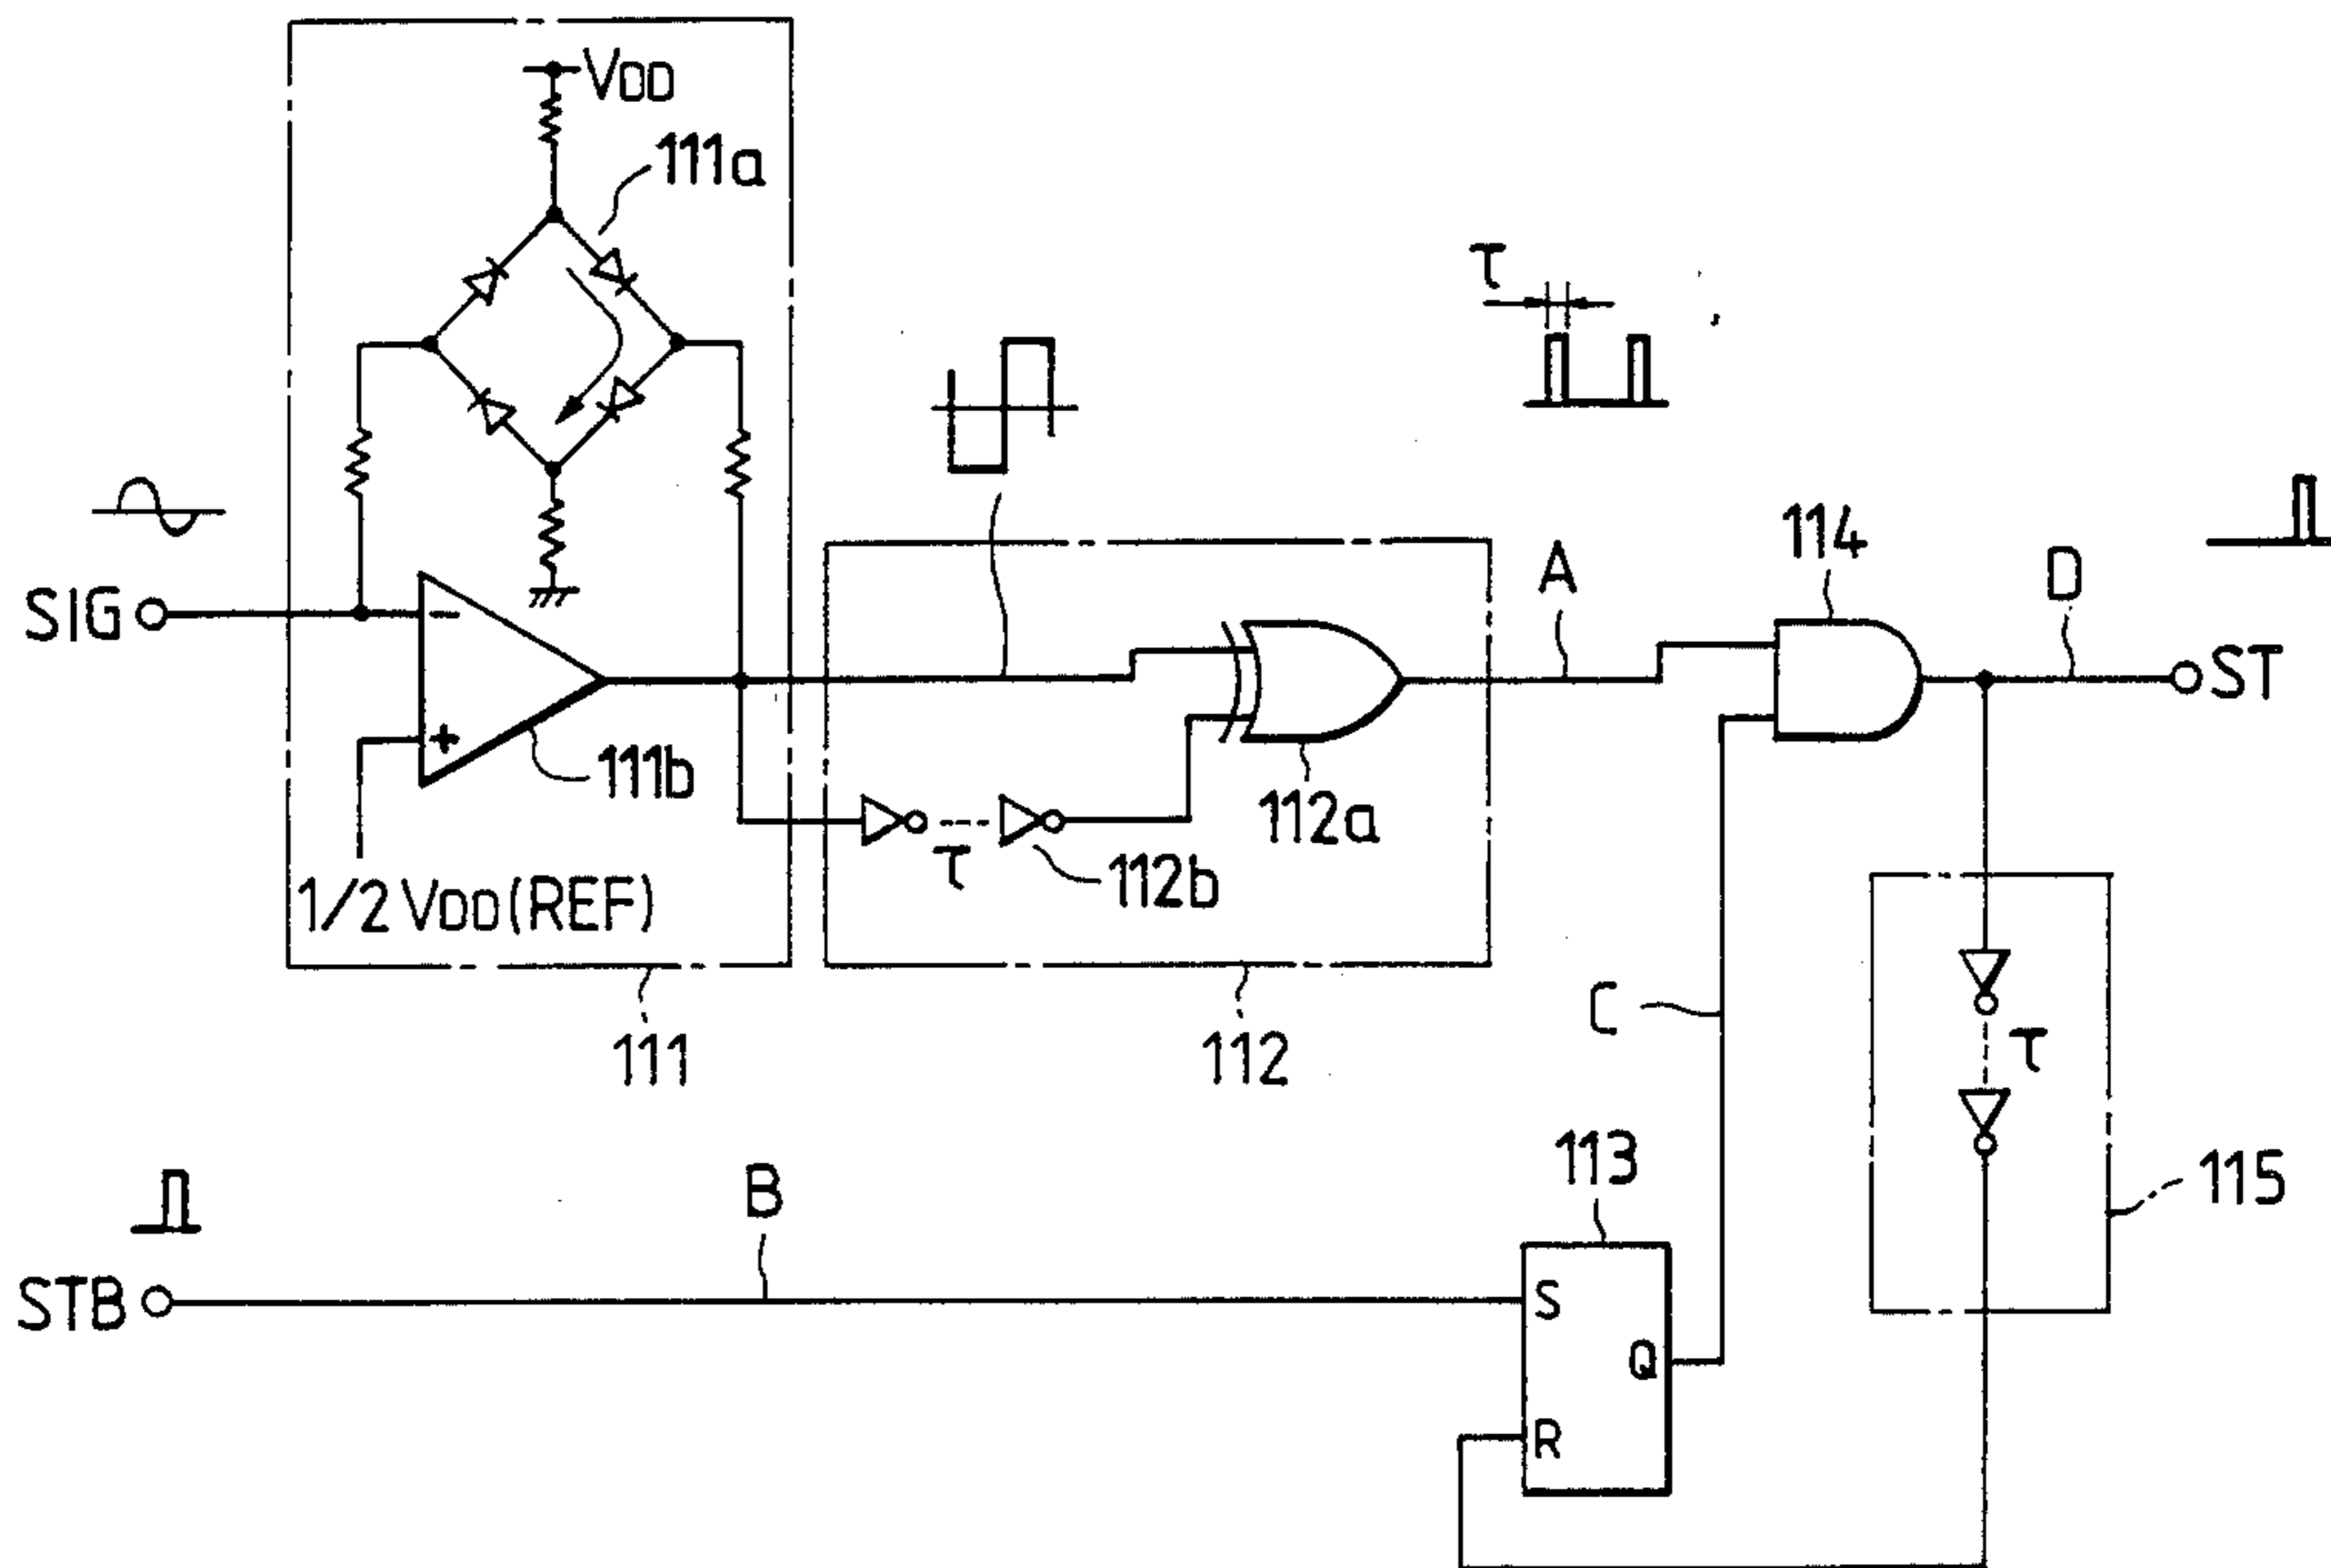 VDD
111a
τ
SIG
111b
1/2 VDD (REF)
111
τ
112b
112a
112
A
114
D
ST
C
τ
115
STB
B
113
S
Q
R